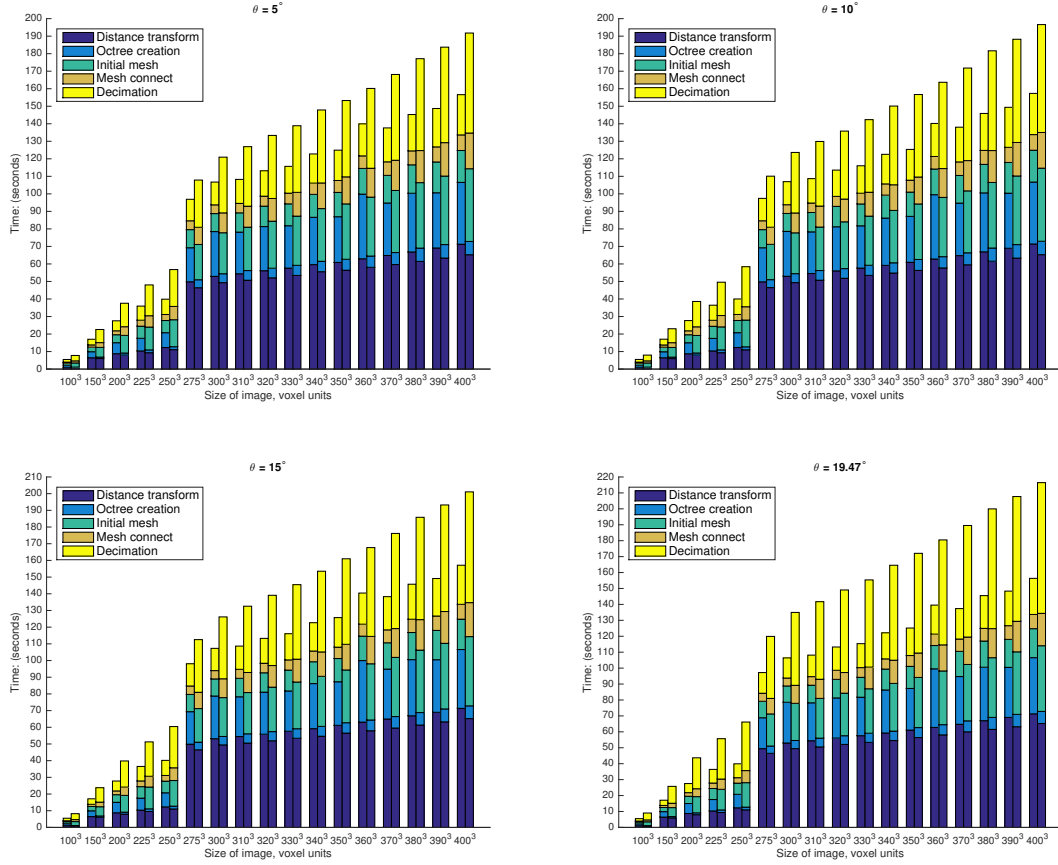 θ = 5°
200
190
180
170
160
150
140
130
120
110
100
90
80
70
60
50
40
30
20
10
0
Time: (seconds)
Distance transform
Octree creation
Initial mesh
Mesh connect
Decimation
100³ 150³ 200³ 225³ 250³ 275³ 300³ 310³ 320³ 330³ 340³ 350³ 360³ 370³ 380³ 390³ 400³
Size of image, voxel units
θ = 10°
200
190
180
170
160
150
140
130
120
110
100
90
80
70
60
50
40
30
20
10
0
Time: (seconds)
Distance transform
Octree creation
Initial mesh
Mesh connect
Decimation
100³ 150³ 200³ 225³ 250³ 275³ 300³ 310³ 320³ 330³ 340³ 350³ 360³ 370³ 380³ 390³ 400³
Size of image, voxel units
θ = 15°
210
200
190
180
170
160
150
140
130
120
110
100
90
80
70
60
50
40
30
20
10
0
Time: (seconds)
Distance transform
Octree creation
Initial mesh
Mesh connect
Decimation
100³ 150³ 200³ 225³ 250³ 275³ 300³ 310³ 320³ 330³ 340³ 350³ 360³ 370³ 380³ 390³ 400³
Size of image, voxel units
θ = 19.47°
220
210
200
190
180
170
160
150
140
130
120
110
100
90
80
70
60
50
40
30
20
10
0
Time: (seconds)
Distance transform
Octree creation
Initial mesh
Mesh connect
Decimation
100³ 150³ 200³ 225³ 250³ 275³ 300³ 310³ 320³ 330³ 340³ 350³ 360³ 370³ 380³ 390³ 400³
Size of image, voxel units